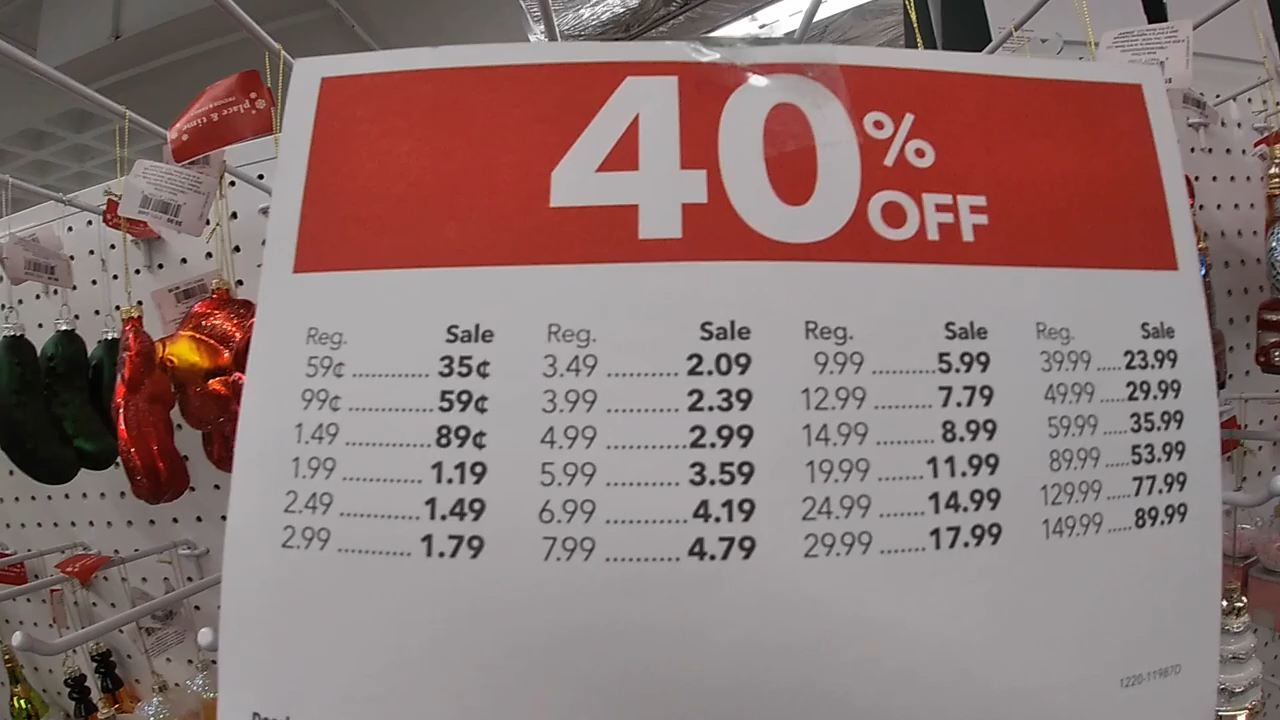 40% OFF
Reg. Sale
59¢ ............ 35¢
99¢ ............ 59¢
1.49 ............ 89¢
1.99 ............ 1.19
2.49 ............ 1.49
2.99 ............ 1.79
Reg. Sale
3.49 .......... 2.09
3.99 .......... 2.39
4.99 .......... 2.99
5.99 .......... 3.59
6.99 .......... 4.19
7.99 .......... 4.79
Reg. Sale
9.99 ......... 5.99
12.99 ........ 7.79
14.99 ........ 8.99
19.99 ....... 11.99
24.99 ....... 14.99
29.99 ....... 17.99
Reg. Sale
39.99 ..... 23.99
49.99 ..... 29.99
59.99 ..... 35.99
89.99 ..... 53.99
129.99 ..... 77.99
149.99 ..... 89.99
1220-11987D
place & time